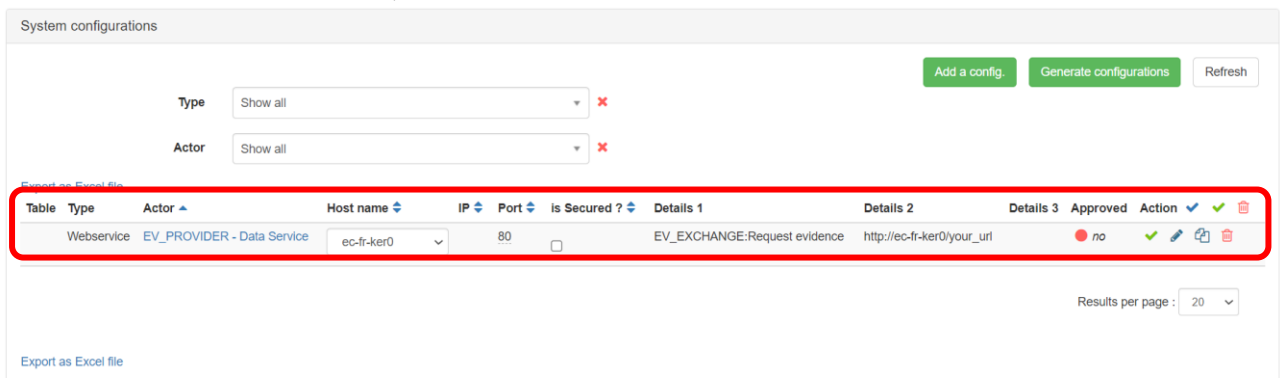 System configurations
Add a config. Generate configurations Refresh
Type Show all
Actor Show all
Export as Excel file
Table Type Actor Host name IP Port is Secured ? Details 1 Details 2 Details 3 Approved Action
Webservice EV_PROVIDER - Data Service ec-fr-ker0 80 EV_EXCHANGE:Request evidence http://ec-fr-ker0/your_url no
Results per page : 20
Export as Excel file